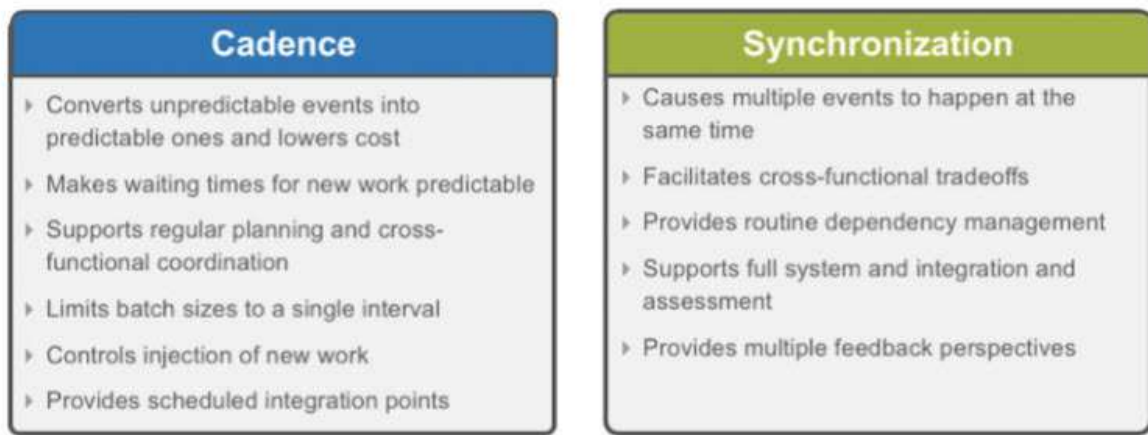 Cadence
Converts unpredictable events into
predictable ones and lowers cost
Makes waiting times for new work predictable
Supports regular planning and cross-
functional coordination
Limits batch sizes to a single interval
Controls injection of new work
Provides scheduled integration points
Synchronization
Causes multiple events to happen at the
same time
Facilitates cross-functional tradeoffs
Provides routine dependency management
Supports full system and integration and
assessment
Provides multiple feedback perspectives